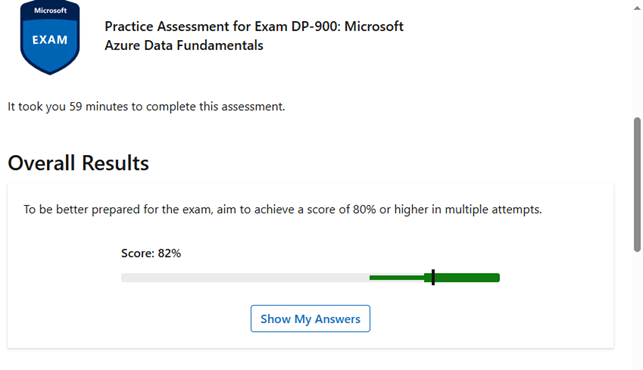 Microsoft
EXAM
Practice Assessment for Exam DP-900: Microsoft
Azure Data Fundamentals
It took you 59 minutes to complete this assessment.
Overall Results
To be better prepared for the exam, aim to achieve a score of 80% or higher in multiple attempts.
Score: 82%
Show My Answers